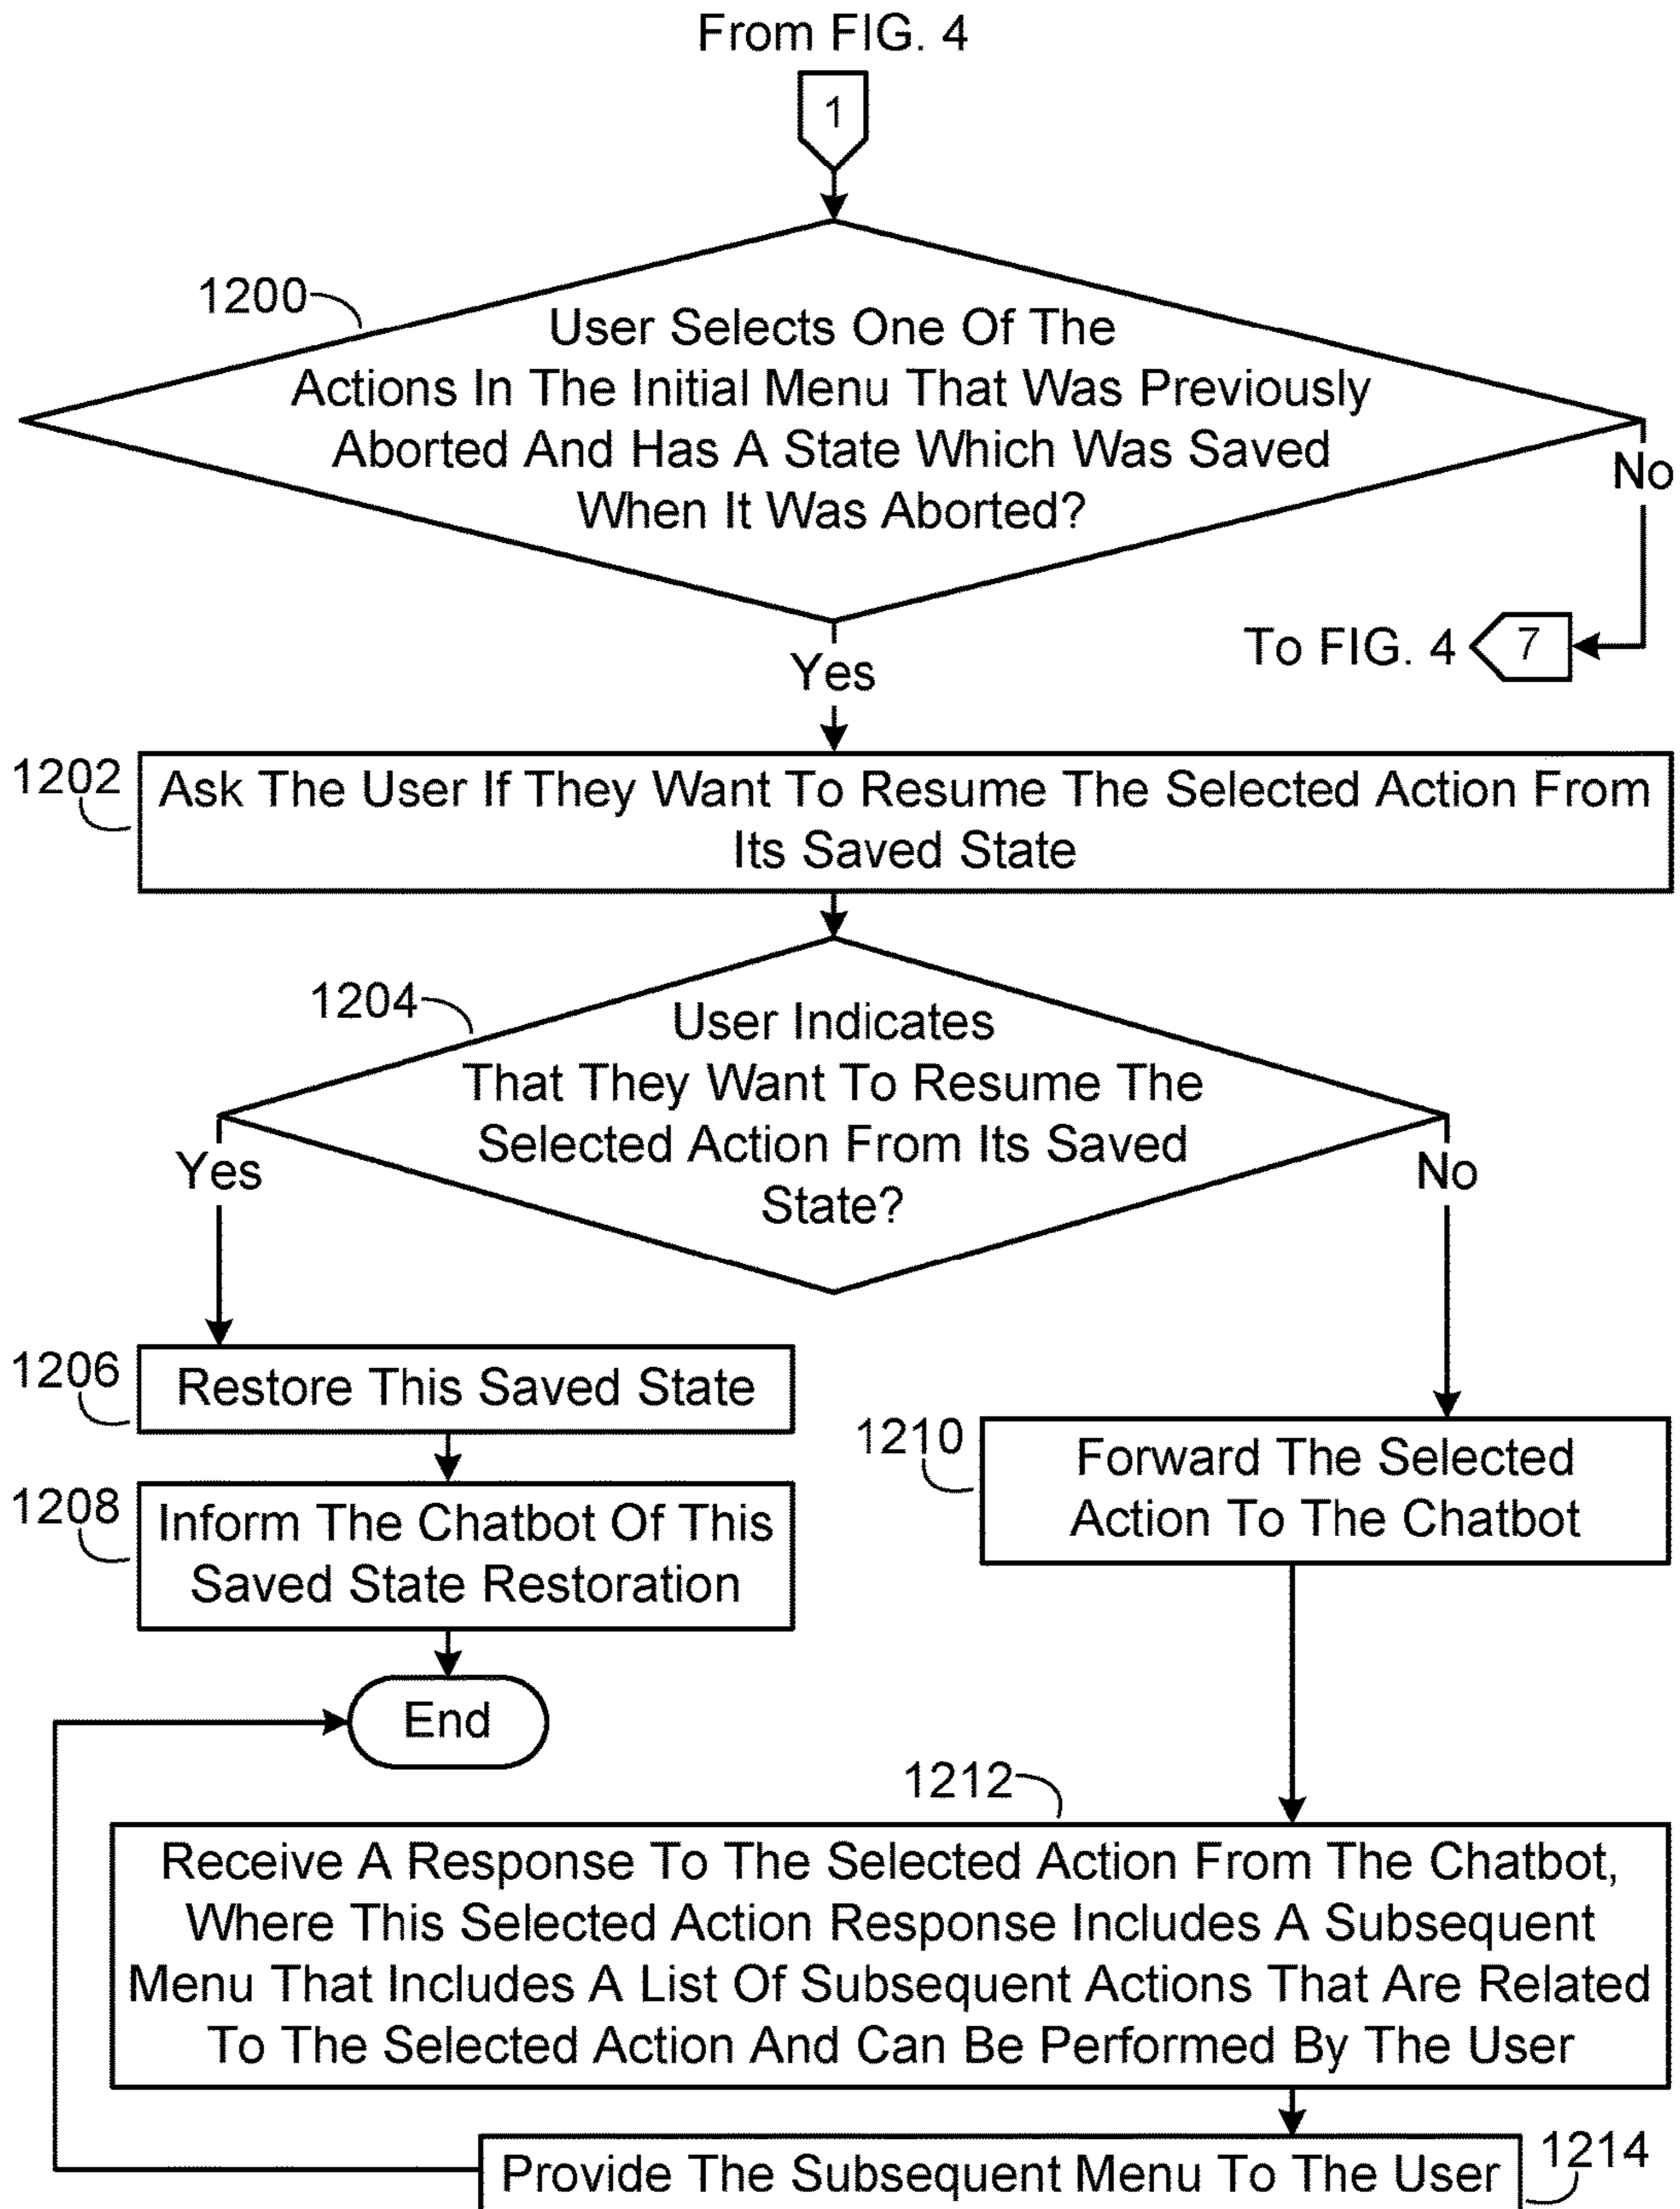 From FIG. 4
1
1200
User Selects One Of The
Actions In The Initial Menu That Was Previously
Aborted And Has A State Which Was Saved
When It Was Aborted?
No
To FIG. 4
7
Yes
1202
Ask The User If They Want To Resume The Selected Action From
Its Saved State
1204
User Indicates
That They Want To Resume The
Selected Action From Its Saved
State?
Yes
No
1206
Restore This Saved State
1208
Inform The Chatbot Of This
Saved State Restoration
End
1210
Forward The Selected
Action To The Chatbot
1212
Receive A Response To The Selected Action From The Chatbot,
Where This Selected Action Response Includes A Subsequent
Menu That Includes A List Of Subsequent Actions That Are Related
To The Selected Action And Can Be Performed By The User
Provide The Subsequent Menu To The User
1214